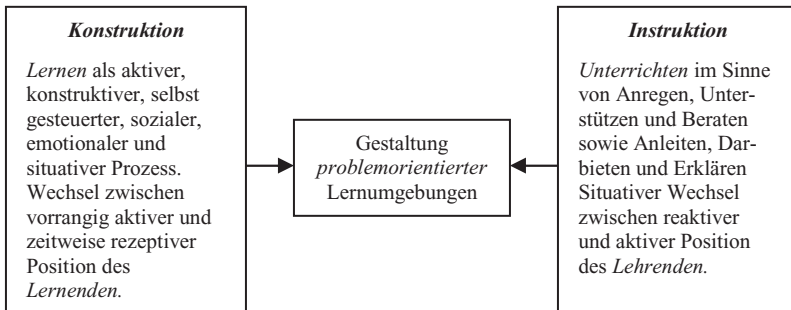 Konstruktion
Lernen als aktiver,
konstruktiver, selbst
gesteuerter, sozialer,
emotionaler und
situativer Prozess.
Wechsel zwischen
vorrangig aktiver und
zeitweise rezeptiver
Position des
Lernenden.
Gestaltung
problemorientierter
Lernumgebungen
Instruktion
Unterrichten im Sinne
von Anregen, Unter-
stützen und Beraten
sowie Anleiten, Dar-
bieten und Erklären
Situativer Wechsel
zwischen reaktiver
und aktiver Position
des Lehrenden.